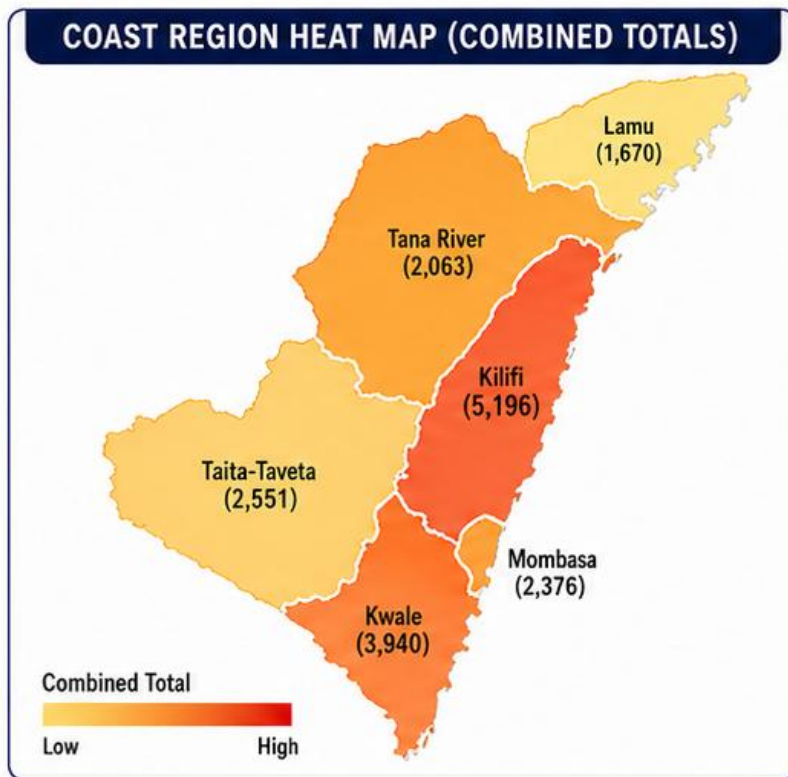 COAST REGION HEAT MAP (COMBINED TOTALS)
Lamu
(1,670)
Tana River
(2,063)
Kilifi
(5,196)
Taita-Taveta
(2,551)
Mombasa
(2,376)
Kwale
(3,940)
Combined Total
Low High